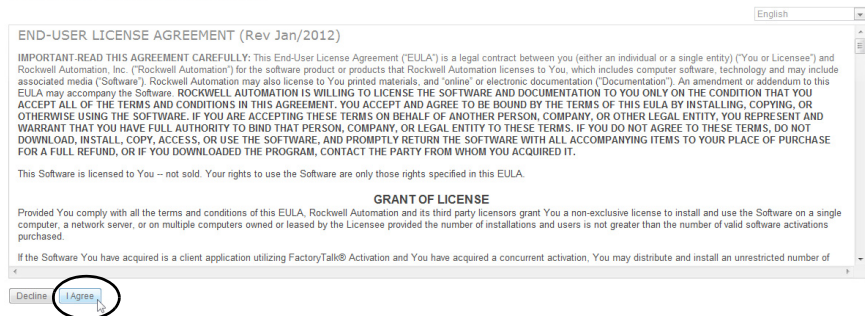 English
END-USER LICENSE AGREEMENT (Rev Jan/2012)
IMPORTANT-READ THIS AGREEMENT CAREFULLY: This End-User License Agreement ("EULA") is a legal contract between you (either an individual or a single entity) ("You or Licensee") and
Rockwell Automation, Inc. ("Rockwell Automation") for the software product or products that Rockwell Automation licenses to You, which includes computer software, technology and may include
associated media ("Software"). Rockwell Automation may also license to You printed materials, and "online" or electronic documentation ("Documentation"). An amendment or addendum to this
EULA may accompany the Software. ROCKWELL AUTOMATION IS WILLING TO LICENSE THE SOFTWARE AND DOCUMENTATION TO YOU ONLY ON THE CONDITION THAT YOU
ACCEPT ALL OF THE TERMS AND CONDITIONS IN THIS AGREEMENT. YOU ACCEPT AND AGREE TO BE BOUND BY THE TERMS OF THIS EULA BY INSTALLING, COPYING, OR
OTHERWISE USING THE SOFTWARE. IF YOU ARE ACCEPTING THESE TERMS ON BEHALF OF ANOTHER PERSON, COMPANY, OR OTHER LEGAL ENTITY, YOU REPRESENT AND
WARRANT THAT YOU HAVE FULL AUTHORITY TO BIND THAT PERSON, COMPANY, OR LEGAL ENTITY TO THESE TERMS. IF YOU DO NOT AGREE TO THESE TERMS, DO NOT
DOWNLOAD, INSTALL, COPY, ACCESS, OR USE THE SOFTWARE, AND PROMPTLY RETURN THE SOFTWARE WITH ALL ACCOMPANYING ITEMS TO YOUR PLACE OF PURCHASE
FOR A FULL REFUND, OR IF YOU DOWNLOADED THE PROGRAM, CONTACT THE PARTY FROM WHOM YOU ACQUIRED IT.
This Software is licensed to You -- not sold. Your rights to use the Software are only those rights specified in this EULA.
GRANT OF LICENSE
Provided You comply with all the terms and conditions of this EULA, Rockwell Automation and its third party licensors grant You a non-exclusive license to install and use the Software on a single
computer, a network server, or on multiple computers owned or leased by the Licensee provided the number of installations and users is not greater than the number of valid software activations
purchased.
If the Software You have acquired is a client application utilizing FactoryTalk® Activation and You have acquired a concurrent activation, You may distribute and install an unrestricted number of
Decline I Agree